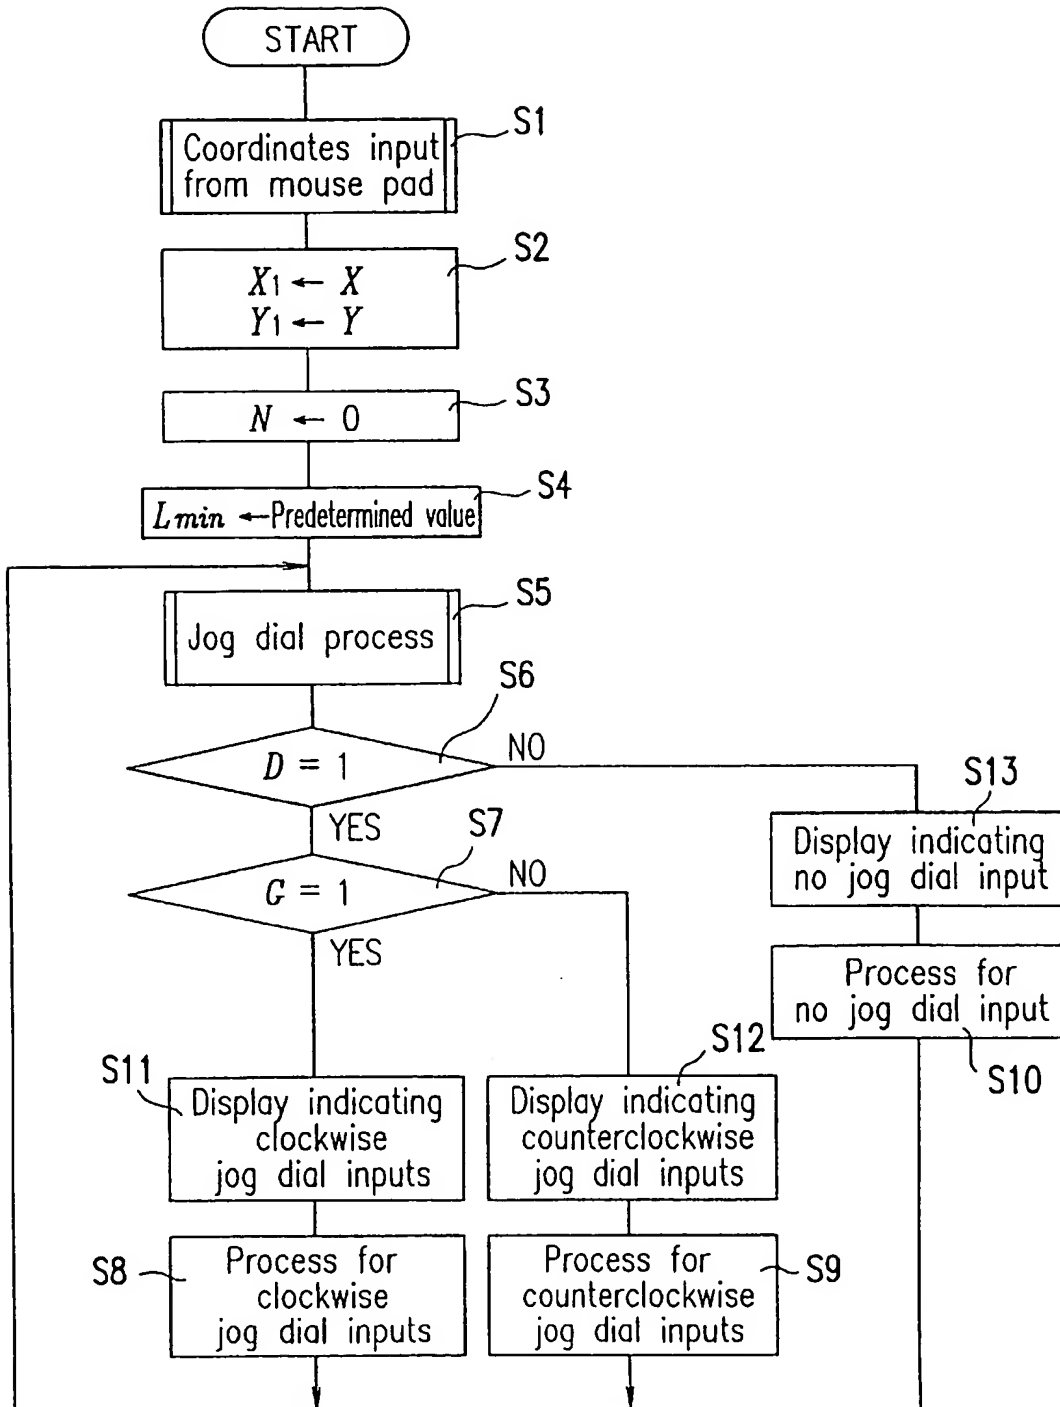 START
S1
Coordinates input
from mouse pad
S2
X1 ← X
Y1 ← Y
S3
N ← 0
S4
Lmin ← Predetermined value
S5
Jog dial process
S6
D = 1
NO
YES
S7
G = 1
NO
YES
S13
Display indicating
no jog dial input
Process for
no jog dial input
S10
S11
Display indicating
clockwise
jog dial inputs
S12
Display indicating
counterclockwise
jog dial inputs
S8
Process for
clockwise
jog dial inputs
Process for
counterclockwise
jog dial inputs
S9